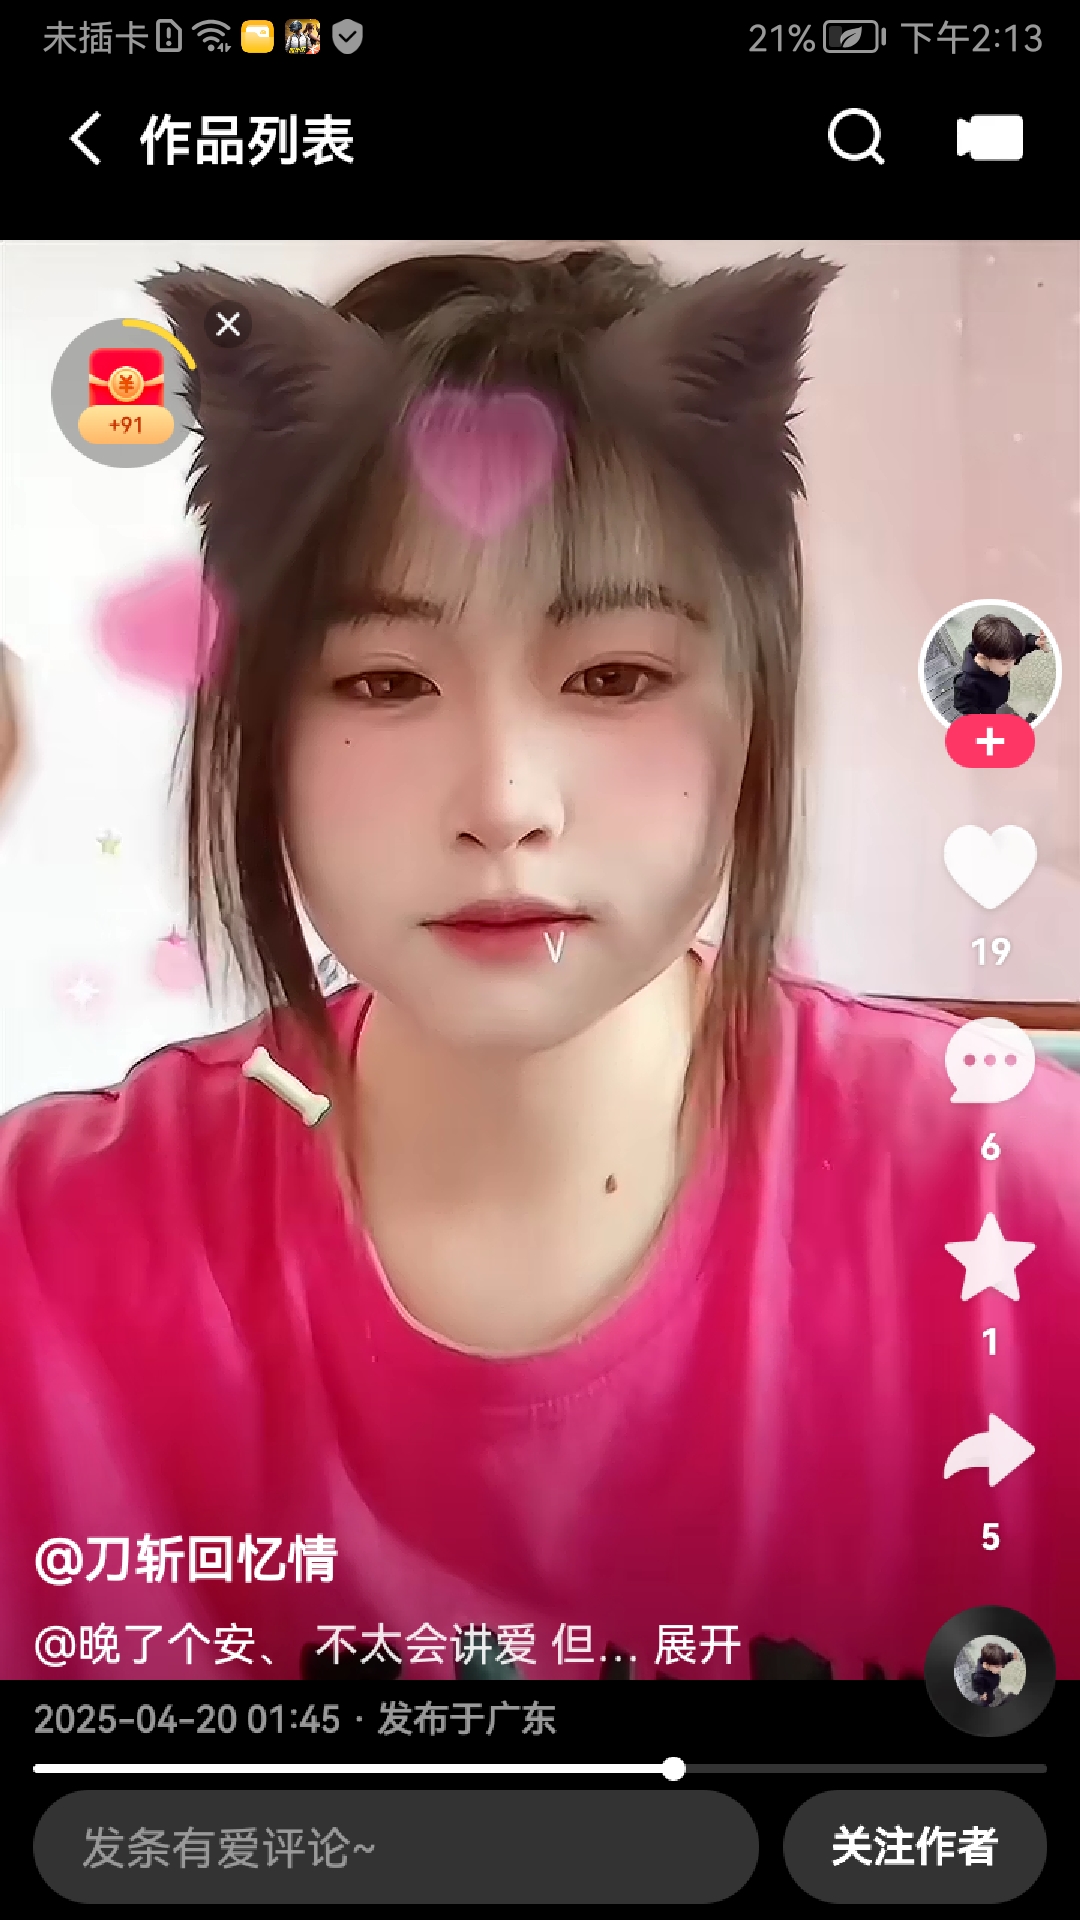 未插卡
21%
下午2:13
作品列表
+91
19
6
1
5
@刀斩回忆情
@晚了个安、 不太会讲爱 但... 展开
2025-04-20 01:45 · 发布于广东
发条有爱评论~
关注作者